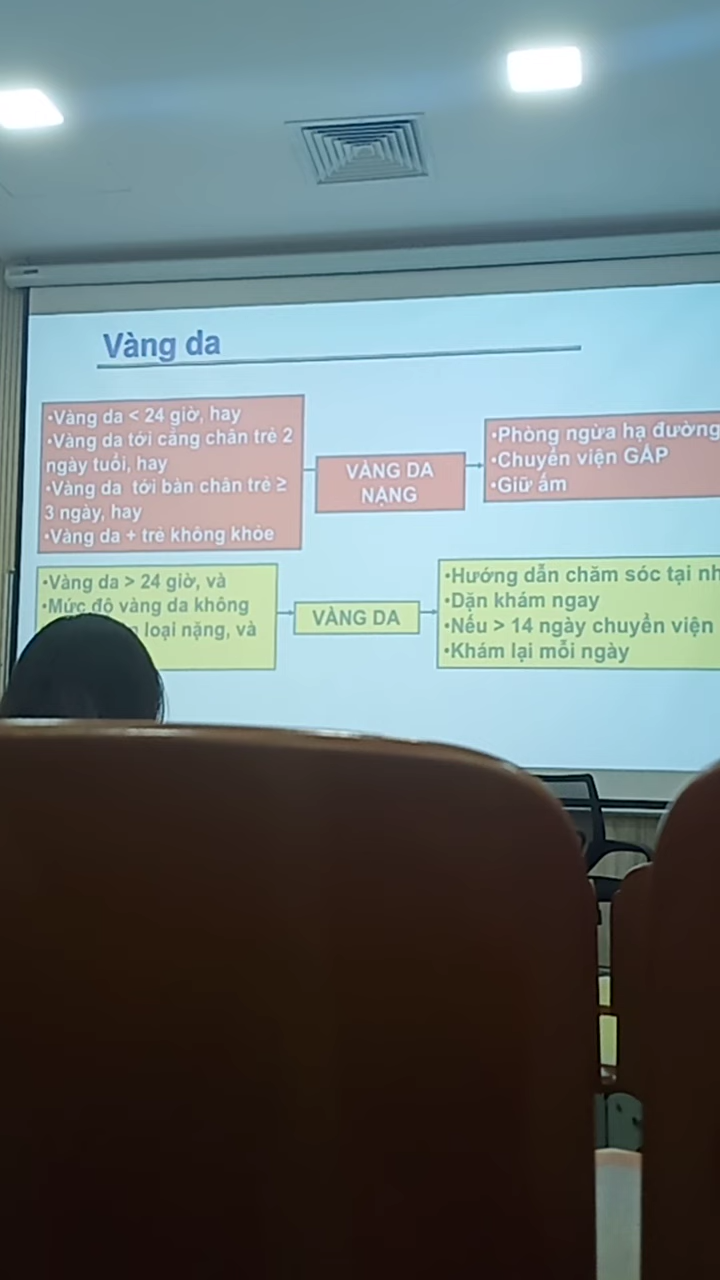 Vàng da
•Vàng da < 24 giờ, hay
•Vàng da tới cẳng chân trẻ 2
ngày tuổi, hay
•Vàng da tới bàn chân trẻ ≥
3 ngày, hay
•Vàng da + trẻ không khỏe
VÀNG DA
NẶNG
•Phòng ngừa hạ đường
•Chuyển viện GẤP
•Giữ ấm
•Vàng da > 24 giờ, và
•Mức độ vàng da không
loại nặng, và
VÀNG DA
•Hướng dẫn chăm sóc tại
•Dặn khám ngay
•Nếu > 14 ngày chuyển viện
•Khám lại mỗi ngày